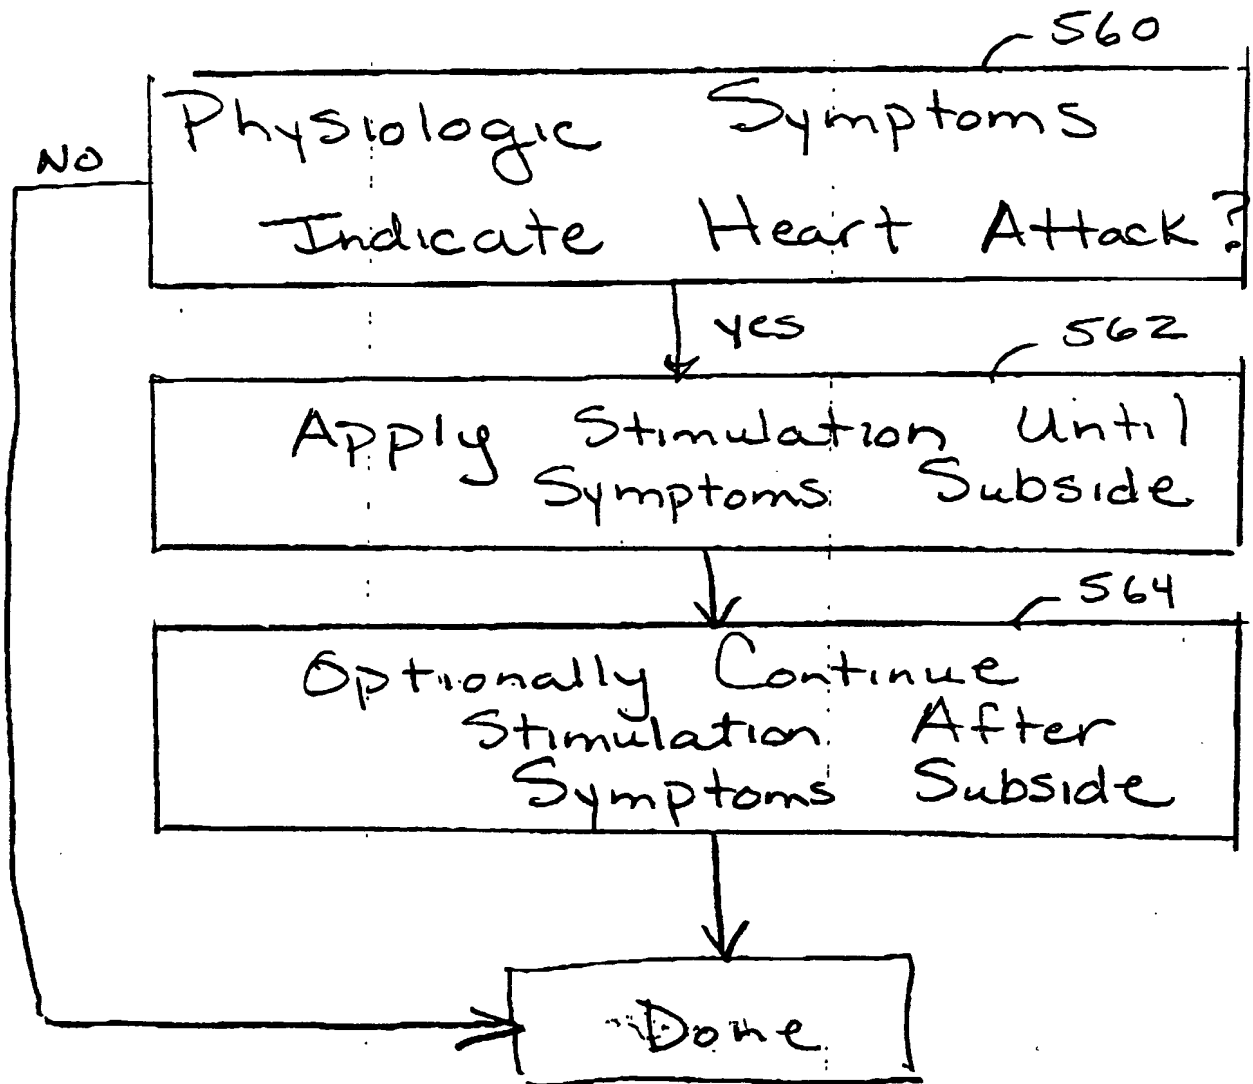 560
Physiologic Symptoms
NO
Indicate Heart Attack?
yes
562
Apply Stimulation Until
Symptoms Subside
564
Optionally Continue
Stimulation After
Symptoms Subside
Done